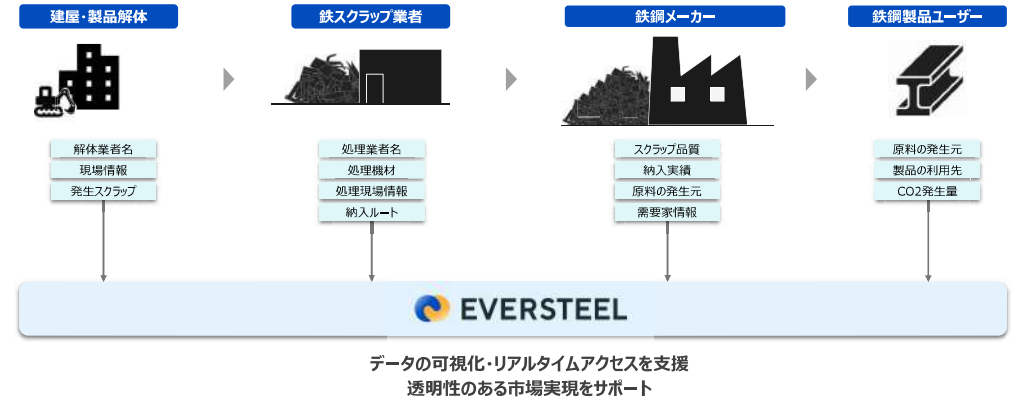 建屋・製品解体
鉄スクラップ業者
鉄鋼メーカー
鉄鋼製品ユーザー
解体業者名
現場情報
発生スクラップ
処理業者名
処理機材
処理現場情報
納入ルート
スクラップ品質
納入実績
原料の発生元
需要家情報
原料の発生元
製品の利用先
CO2発生量
EVERSTEEL
データの可視化・リアルタイムアクセスを支援
透明性のある市場実現をサポート